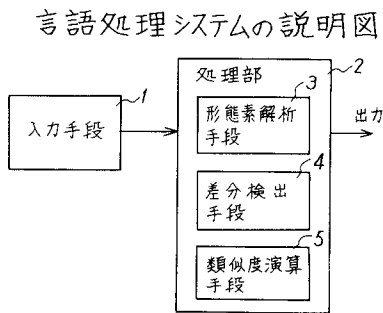 言語処理システムの説明図
1
入力手段
2
処理部
3
形態素解析
手段
出力
4
差分検出
手段
5
類似度演算
手段